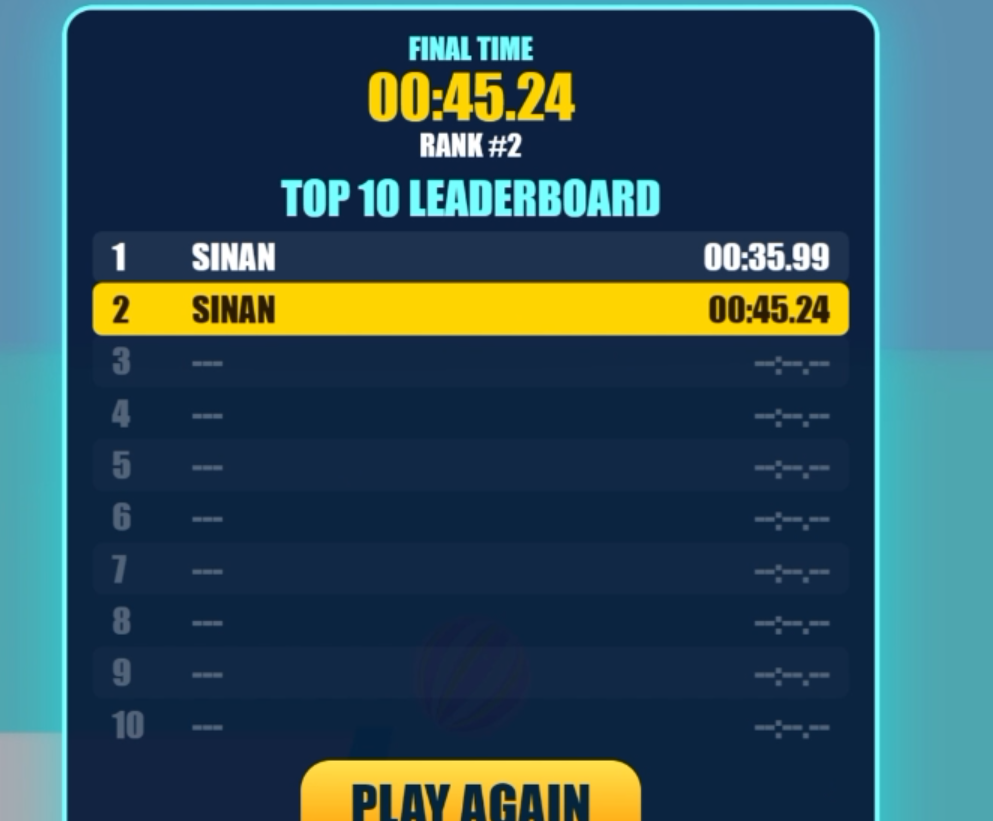 FINAL TIME
00:45.24
RANK #2
TOP 10 LEADERBOARD
1 SINAN 00:35.99
2 SINAN 00:45.24
3 --- --:--.--
4 --- --:--.--
5 --- --:--.--
6 --- --:--.--
7 --- --:--.--
8 --- --:--.--
9 --- --:--.--
10 --- --:--.--
PLAY AGAIN